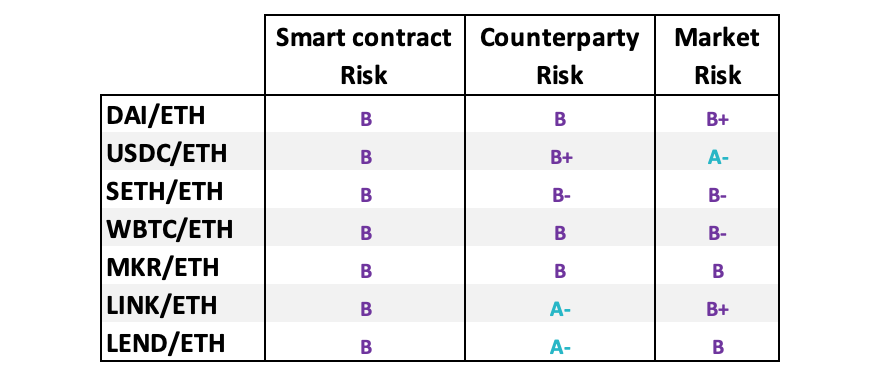 Smart contract Risk Counterparty Risk Market Risk
DAI/ETH B B B+
USDC/ETH B B+ A-
SETH/ETH B B- B-
WBTC/ETH B B B-
MKR/ETH B B B
LINK/ETH B A- B+
LEND/ETH B A- B